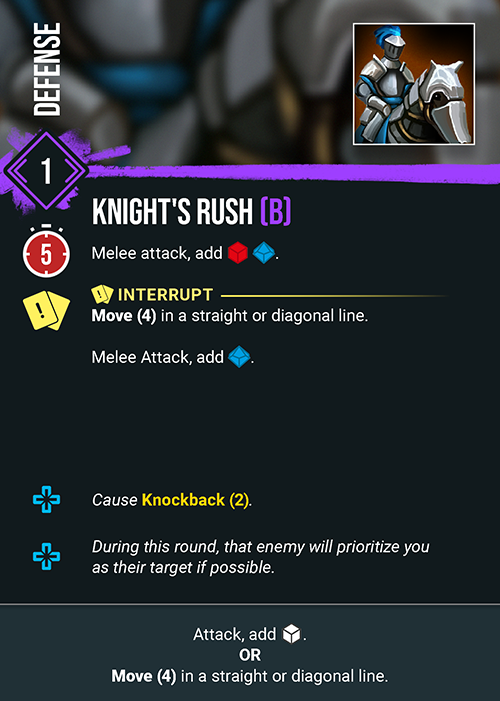 DEFENSE
1
KNIGHT'S RUSH (B)
5
Melee attack, add .
! ! INTERRUPT
Move (4) in a straight or diagonal line.
Melee Attack, add .
Cause Knockback (2).
During this round, that enemy will prioritize you
as their target if possible.
Attack, add .
OR
Move (4) in a straight or diagonal line.